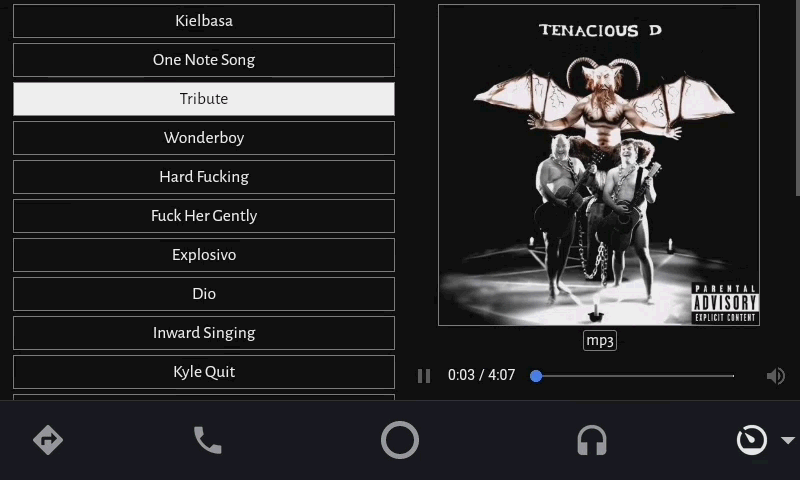 Kielbasa
One Note Song
Tribute
Wonderboy
Hard Fucking
Fuck Her Gently
Explosivo
Dio
Inward Singing
Kyle Quit
TENACIOUS D
PARENTAL
ADVISORY
EXPLICIT CONTENT
mp3
0:03 / 4:07